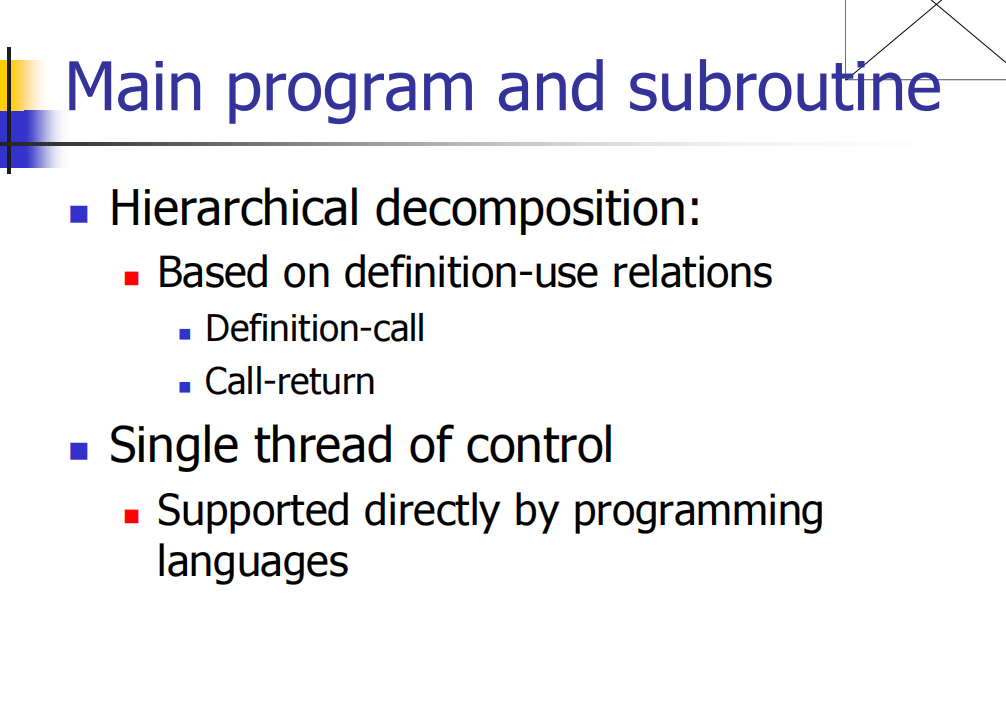 Main program and subroutine
Hierarchical decomposition:
Based on definition-use relations
Definition-call
Call-return
Single thread of control
Supported directly by programming
languages